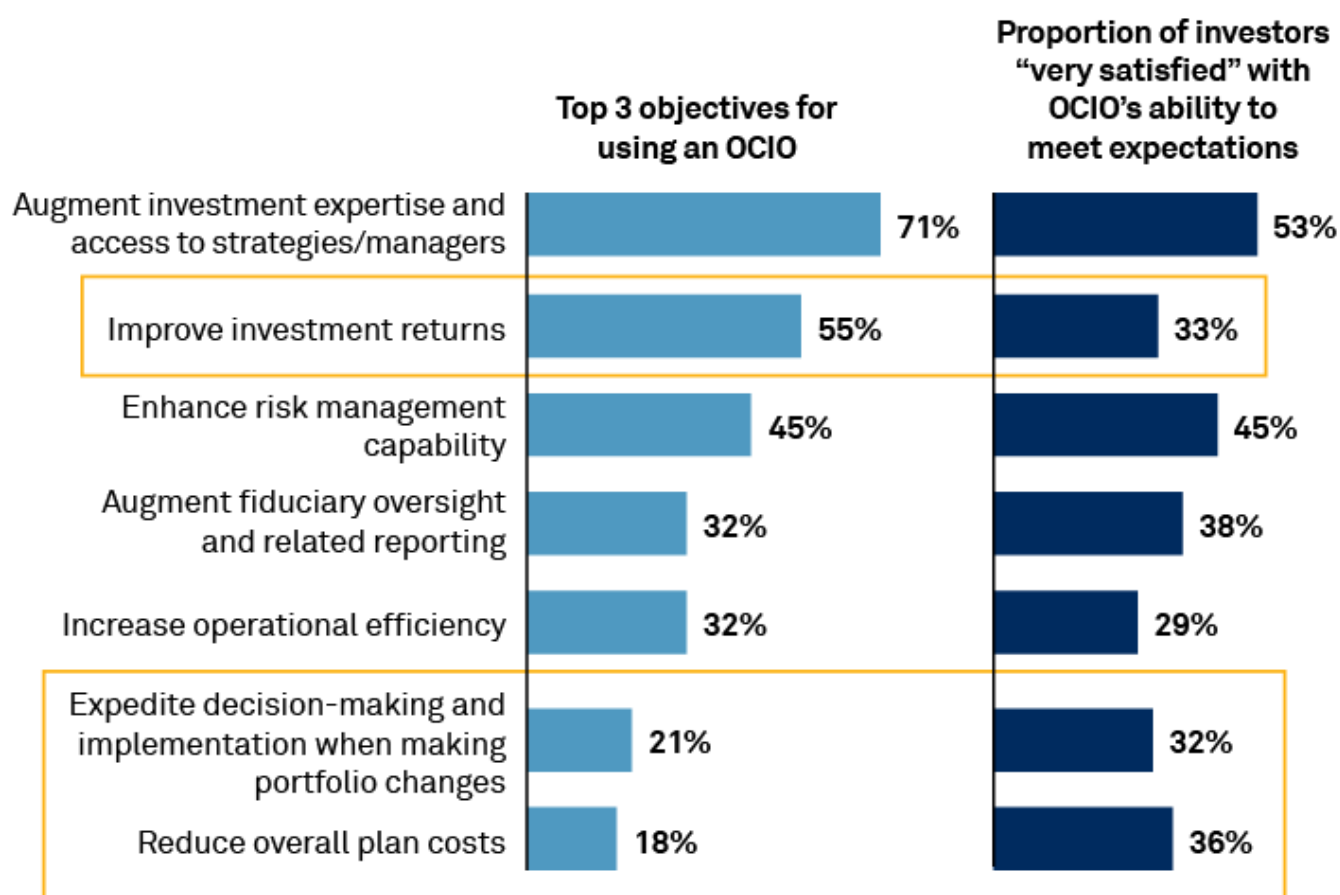 Top 3 objectives for
using an OCIO
Proportion of investors
“very satisfied” with
OCIO’s ability to
meet expectations
Augment investment expertise and
access to strategies/managers
71%
53%
Improve investment returns
55%
33%
Enhance risk management
capability
45%
45%
Augment fiduciary oversight
and related reporting
32%
38%
Increase operational efficiency
32%
29%
Expedite decision-making and
implementation when making
portfolio changes
21%
32%
Reduce overall plan costs
18%
36%